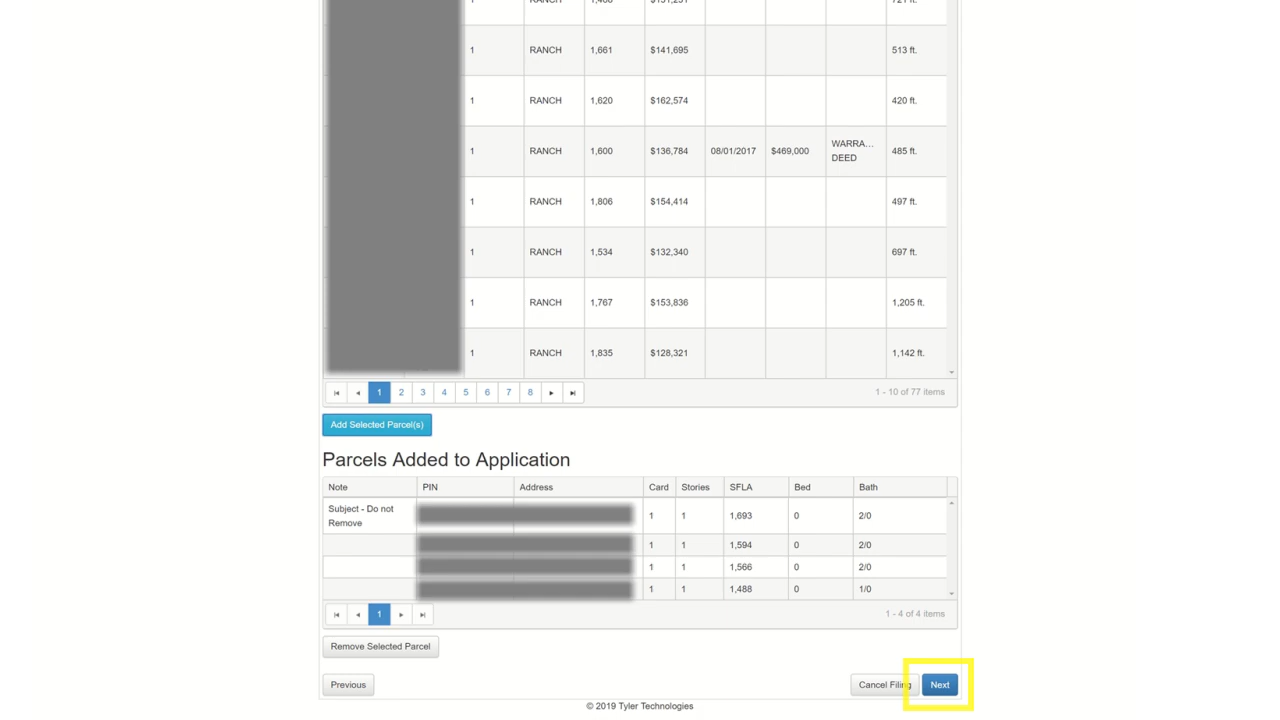 1 RANCH 1,661 $141,695 513 ft.
1 RANCH 1,620 $162,574 420 ft.
1 RANCH 1,600 $136,784 08/01/2017 $469,000 WARRA... DEED 485 ft.
1 RANCH 1,806 $154,414 497 ft.
1 RANCH 1,534 $132,340 697 ft.
1 RANCH 1,767 $153,836 1,205 ft.
1 RANCH 1,835 $128,321 1,142 ft.
1 2 3 4 5 6 7 8 1 - 10 of 77 items
Add Selected Parcel(s)
Parcels Added to Application
Note PIN Address Card Stories SFLA Bed Bath
Subject - Do not Remove 1 1 1,693 0 2/0
1 1 1,594 0 2/0
1 1 1,566 0 2/0
1 1 1,488 0 1/0
1 1 - 4 of 4 items
Remove Selected Parcel
Previous Cancel Filing Next
© 2019 Tyler Technologies